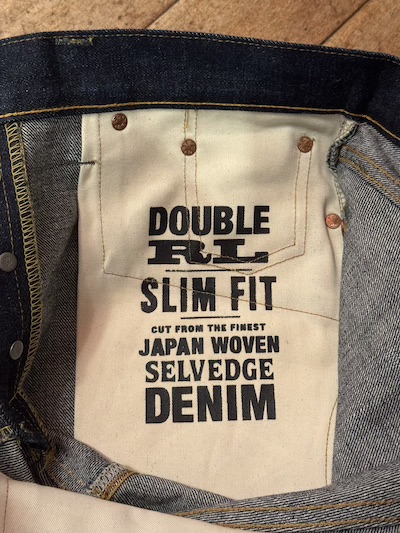 DOUBLE
RL
SLIM FIT
CUT FROM THE FINEST
JAPAN WOVEN
SELVEDGE
DENIM